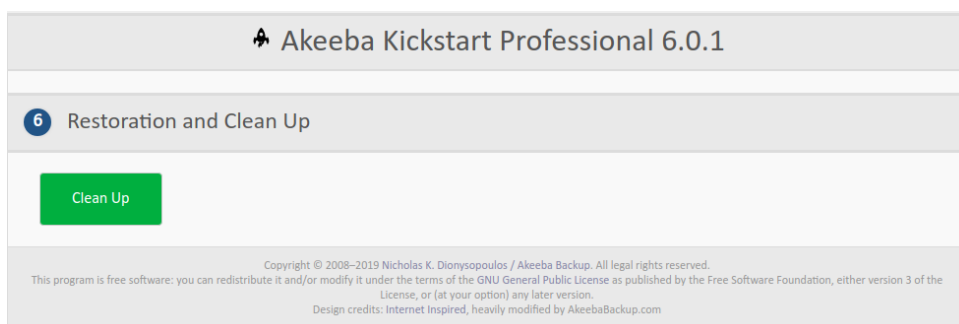 Akeeba Kickstart Professional 6.0.1
6 Restoration and Clean Up
Clean Up
Copyright © 2008–2019 Nicholas K. Dionysopoulos / Akeeba Backup. All legal rights reserved.
This program is free software: you can redistribute it and/or modify it under the terms of the GNU General Public License as published by the Free Software Foundation, either version 3 of the
License, or (at your option) any later version.
Design credits: Internet Inspired, heavily modified by AkeebaBackup.com